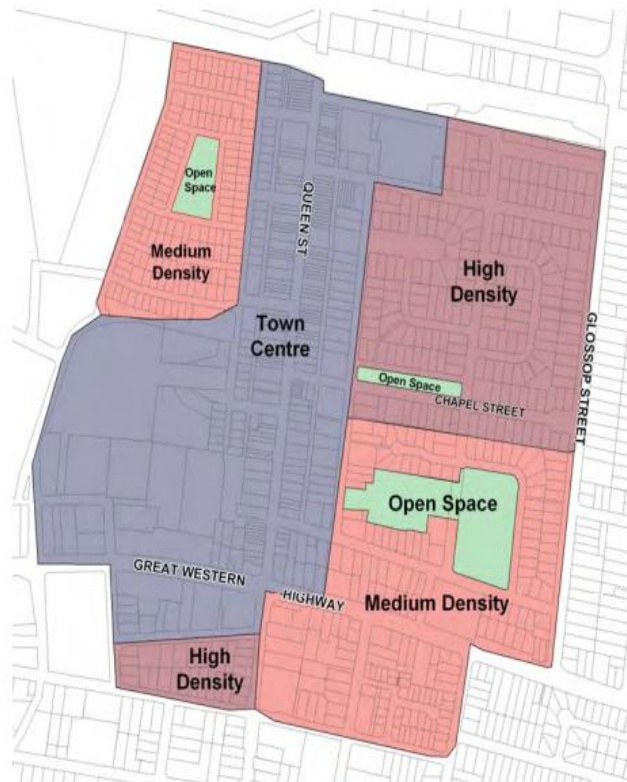 Open
Space
Medium
Density
QUEEN ST
High
Density
Town
Centre
GLOSSOP STREET
Open Space
CHAPEL STREET
Open Space
GREAT WESTERN
HIGHWAY
Medium Density
High
Density